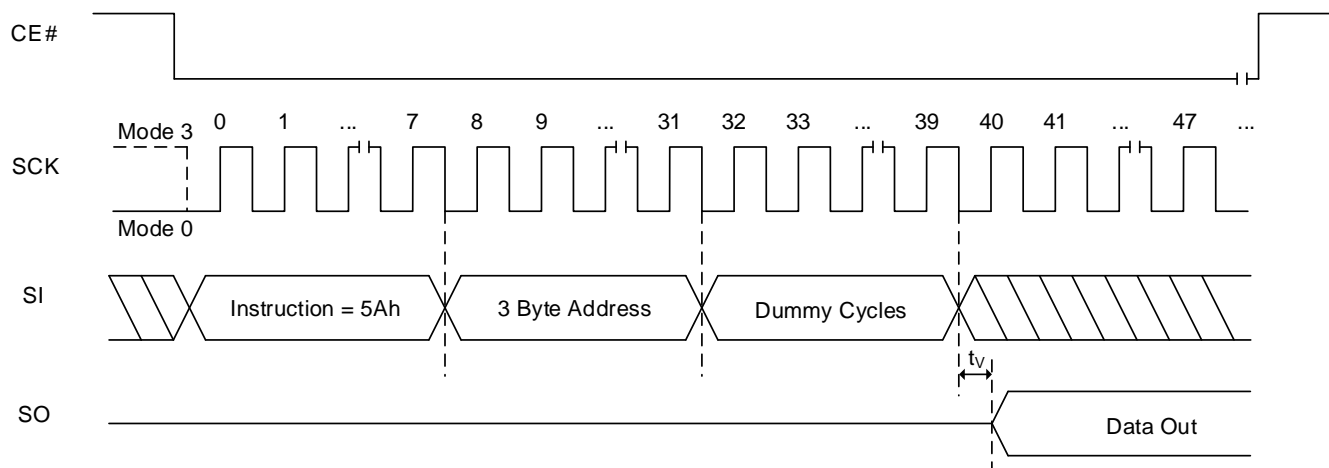 CE#
0 1 ... 7 8 9 ... 31 32 33 ... 39 40 41 ... 47 ...
Mode 3
SCK
Mode 0
SI
Instruction = 5Ah
3 Byte Address
Dummy Cycles
tV
SO
Data Out